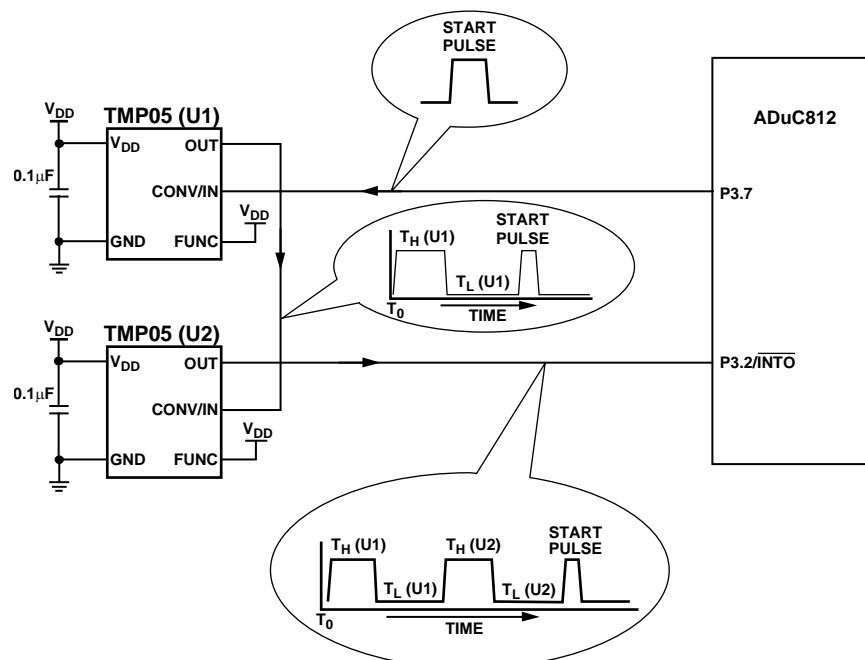 START
PULSE
ADuC812
VDD
TMP05 (U1)
VDD
OUT
0.1µF
CONV/IN
P3.7
VDD
GND
FUNC
START
PULSE
TH (U1)
TL (U1)
T0
TIME
VDD
TMP05 (U2)
VDD
OUT
P3.2/INTO
0.1µF
CONV/IN
VDD
GND
FUNC
START
PULSE
TH (U1)
TH (U2)
TL (U1)
TL (U2)
T0
TIME